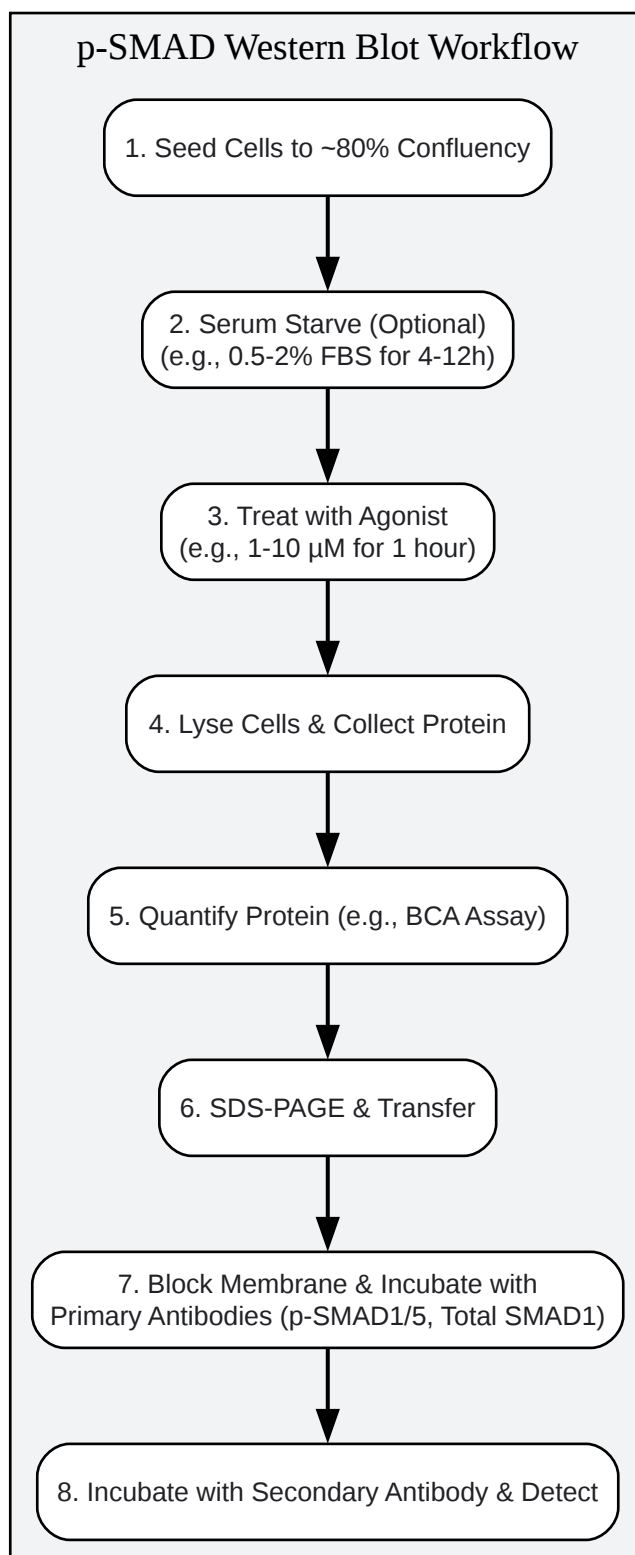 p-SMAD Western Blot Workflow
1. Seed Cells to ~80% Confluency
2. Serum Starve (Optional)
(e.g., 0.5-2% FBS for 4-12h)
3. Treat with Agonist
(e.g., 1-10 µM for 1 hour)
4. Lyse Cells & Collect Protein
5. Quantify Protein (e.g., BCA Assay)
6. SDS-PAGE & Transfer
7. Block Membrane & Incubate with
Primary Antibodies (p-SMAD1/5, Total SMAD1)
8. Incubate with Secondary Antibody & Detect